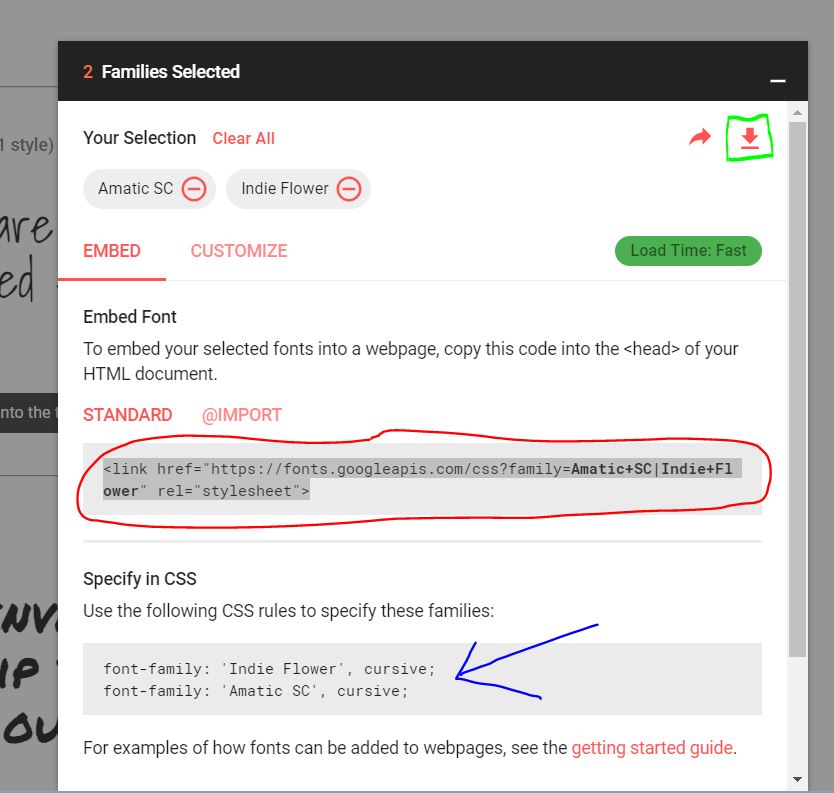 2 Families Selected
1 style)
Your Selection Clear All
Amatic SC Indie Flower
are
ed
EMBED CUSTOMIZE Load Time: Fast
Embed Font
To embed your selected fonts into a webpage, copy this code into the <head> of your
HTML document.
nto the
STANDARD @IMPORT
<link href="https://fonts.googleapis.com/css?family=Amatic+SC|Indie+Fl
ower" rel="stylesheet">
Specify in CSS
Use the following CSS rules to specify these families:
font-family: 'Indie Flower', cursive;
font-family: 'Amatic SC', cursive;
For examples of how fonts can be added to webpages, see the getting started guide.